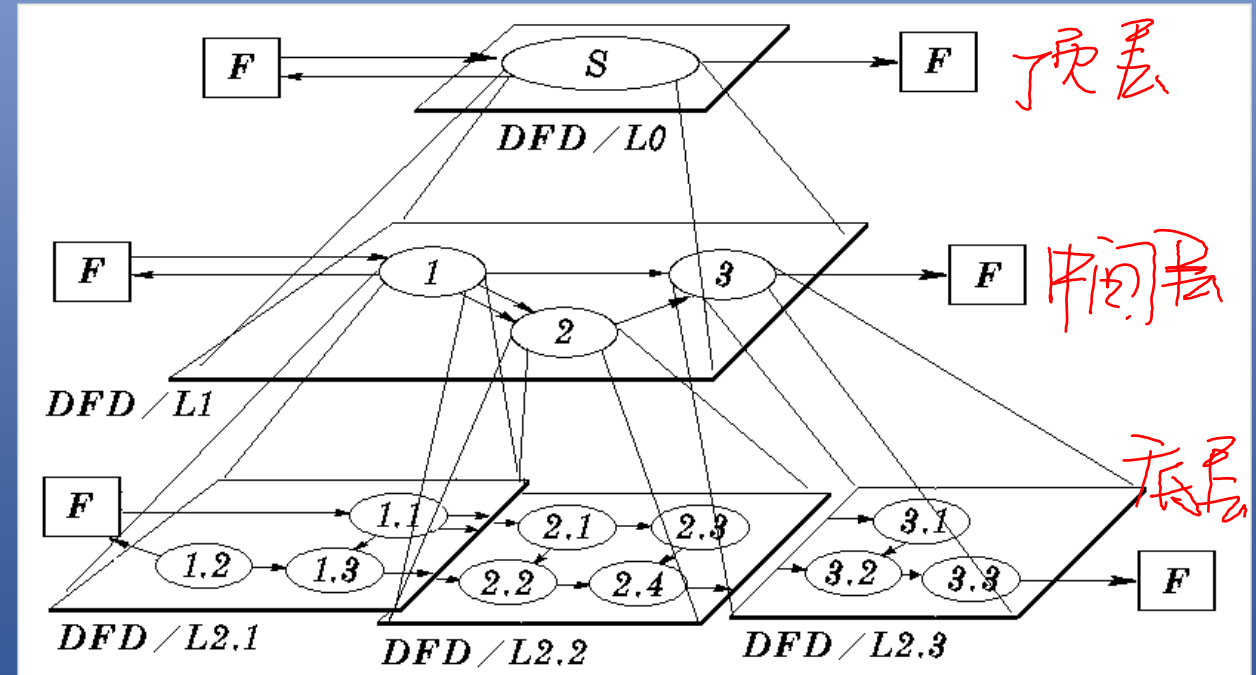 F S F 顶层
DFD/L0
F 1 3 F 中间层
2
DFD/L1
底层
F 1.1 2.1 2.3 3.1
1.2 1.3 2.2 2.4 3.2 3.3 F
DFD/L2.1 DFD/L2.2 DFD/L2.3